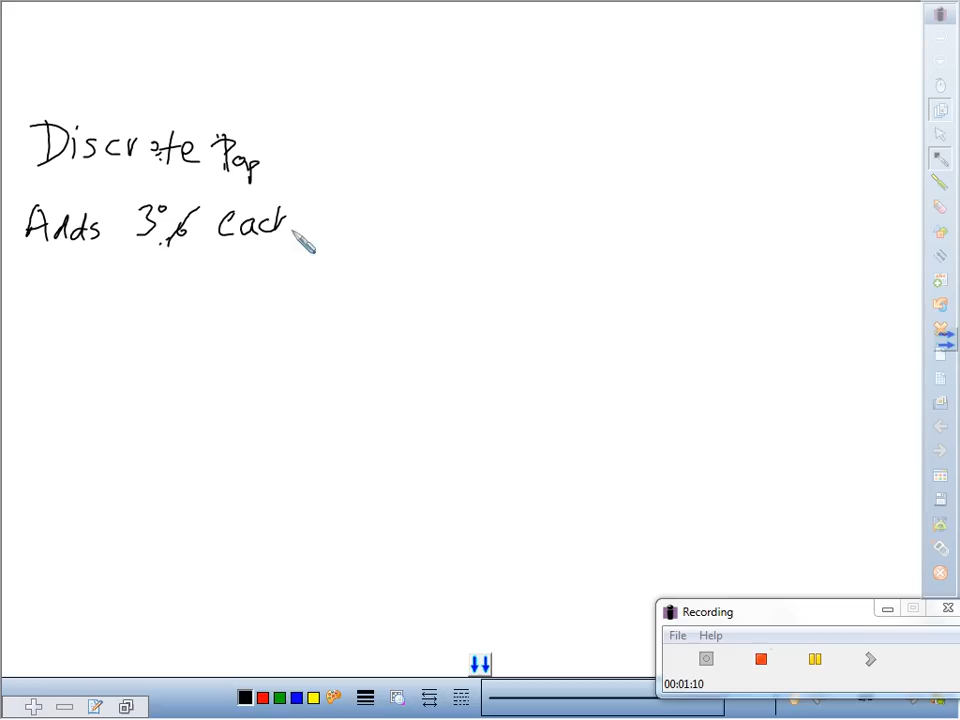 Discrete Pop
Adds 3% each
Recording
File Help
00:01:10